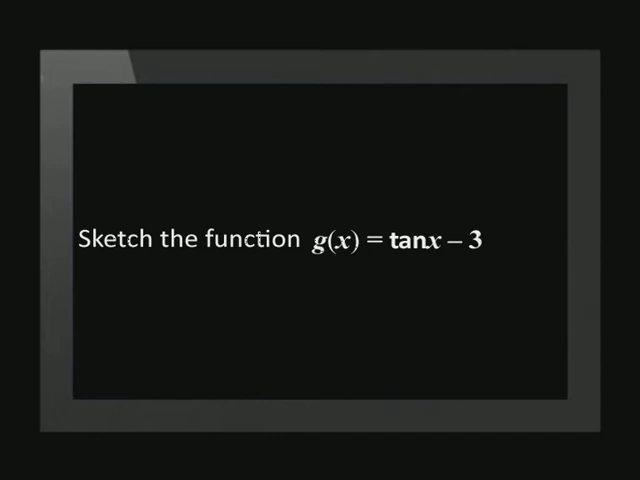 Sketch the function g(x) = tanx – 3